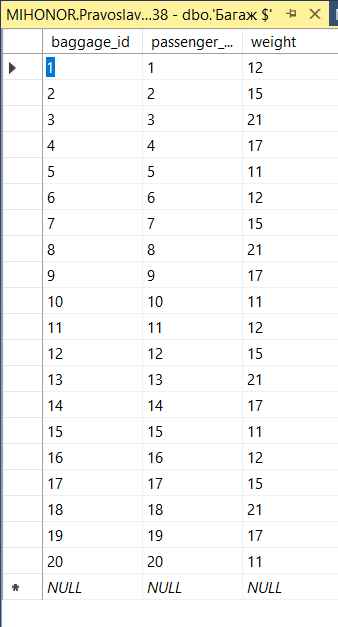 MIHONOR.Pravoslav...38 - dbo.'Багаж $'
baggage_id passenger_... weight
1 1 12
2 2 15
3 3 21
4 4 17
5 5 11
6 6 12
7 7 15
8 8 21
9 9 17
10 10 11
11 11 12
12 12 15
13 13 21
14 14 17
15 15 11
16 16 12
17 17 15
18 18 21
19 19 17
20 20 11
NULL NULL NULL